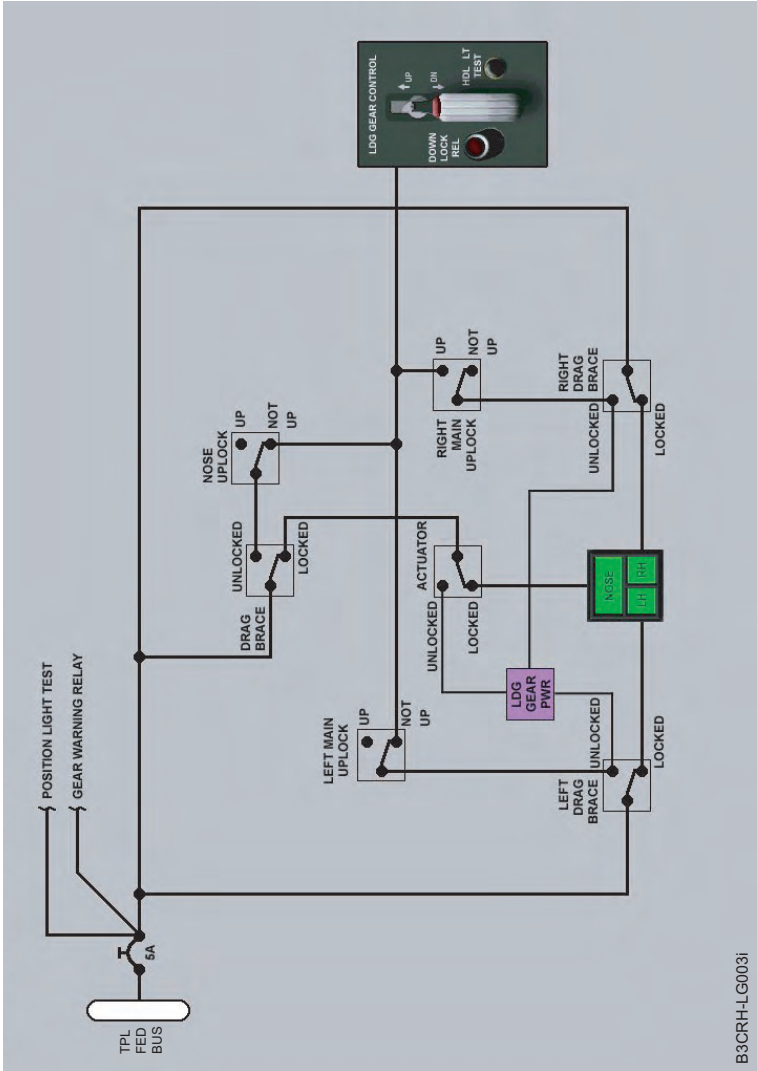 POSITION LIGHT TEST
GEAR WARNING RELAY
TPL
FED
BUS
5A
DRAG
BRACE
UNLOCKED
LOCKED
NOSE
UPLOCK
UP
NOT
UP
LEFT MAIN
UPLOCK
UP
NOT
UP
ACTUATOR
UNLOCKED
LOCKED
RIGHT
MAIN
UPLOCK
UP
NOT
UP
LDG GEAR CONTROL
UP
DN
DOWN
LOCK
REL
HDL LT
TEST
LEFT
DRAG
BRACE
UNLOCKED
LOCKED
LDG
GEAR
PWR
NOSE
LH
RH
RIGHT
DRAG
BRACE
UNLOCKED
LOCKED
B3CRH-LG003i